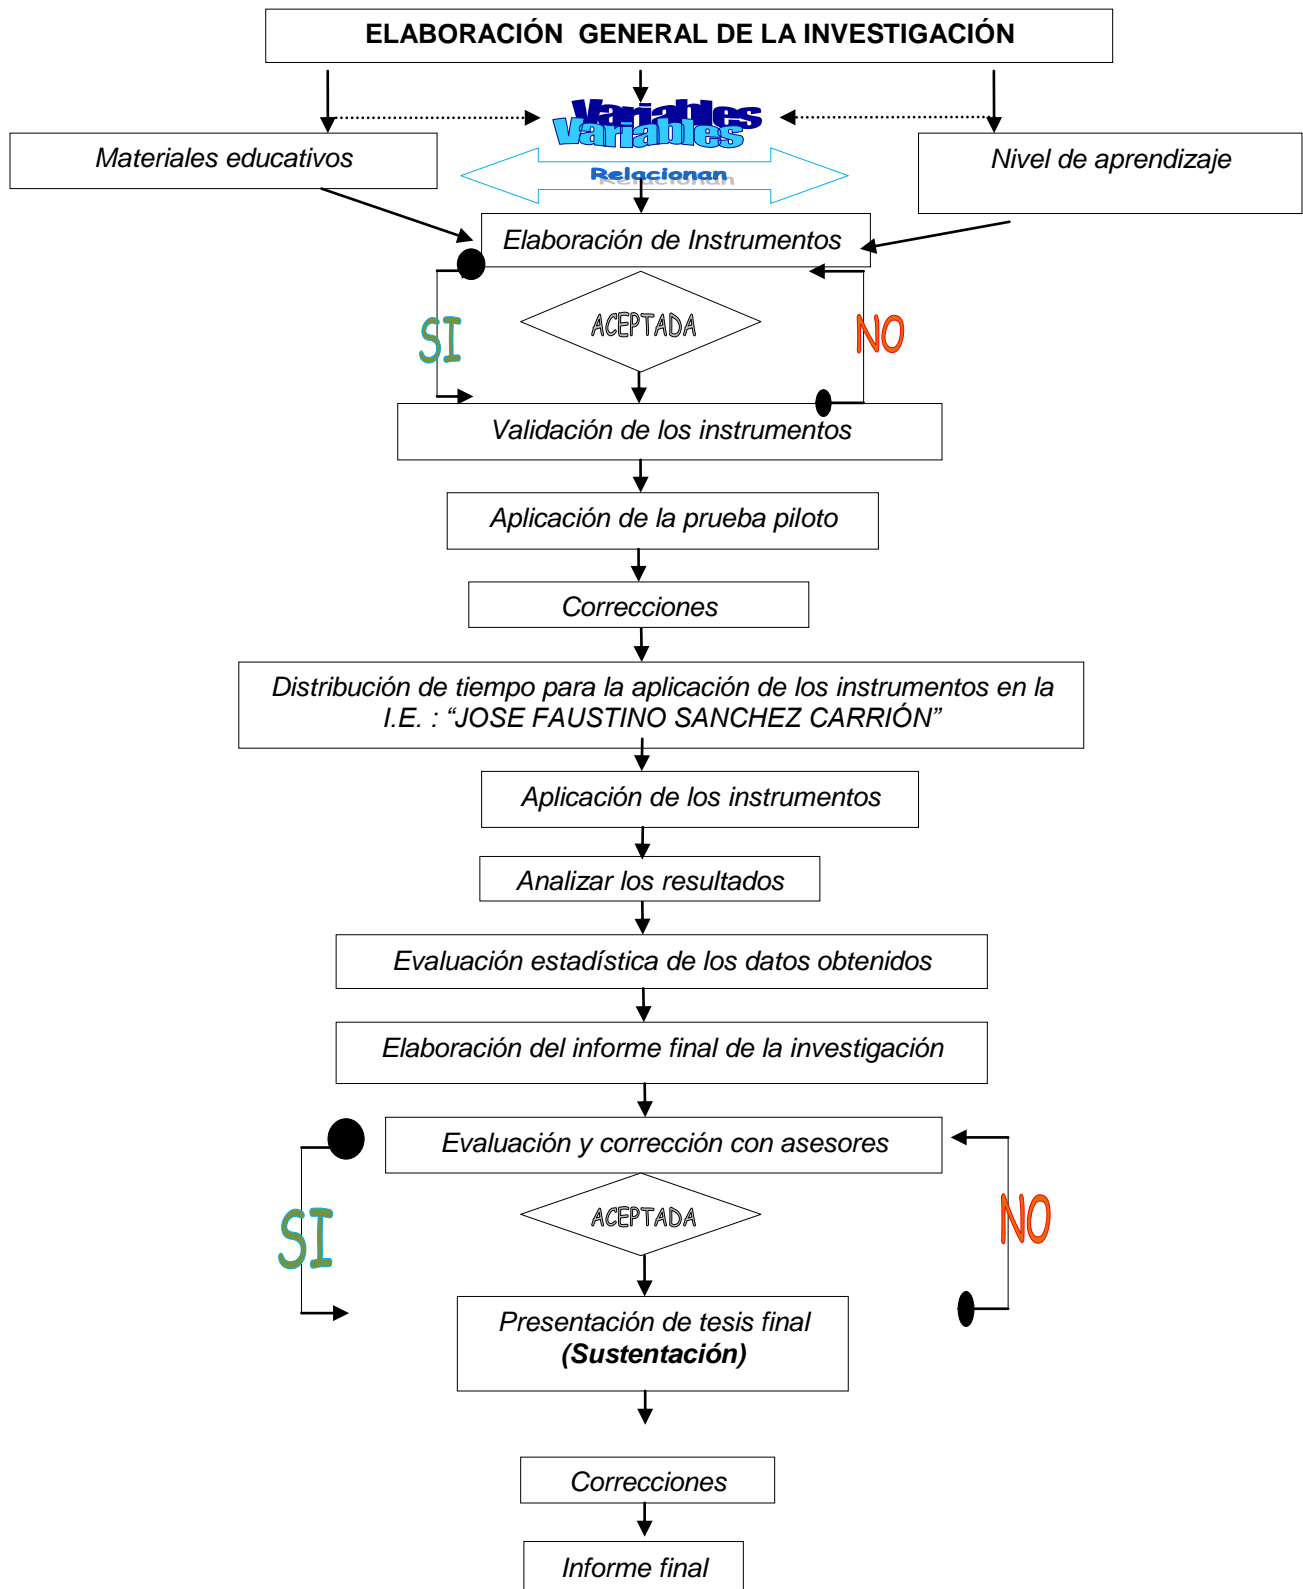 ELABORACIÓN GENERAL DE LA INVESTIGACIÓN
Variables
Variables
Materiales educativos
Relacionan
Nivel de aprendizaje
Elaboración de Instrumentos
SI
ACEPTADA
NO
Validación de los instrumentos
Aplicación de la prueba piloto
Correcciones
Distribución de tiempo para la aplicación de los instrumentos en la
I.E. : “JOSE FAUSTINO SANCHEZ CARRIÓN”
Aplicación de los instrumentos
Analizar los resultados
Evaluación estadística de los datos obtenidos
Elaboración del informe final de la investigación
Evaluación y corrección con asesores
SI
ACEPTADA
NO
Presentación de tesis final
(Sustentación)
Correcciones
Informe final